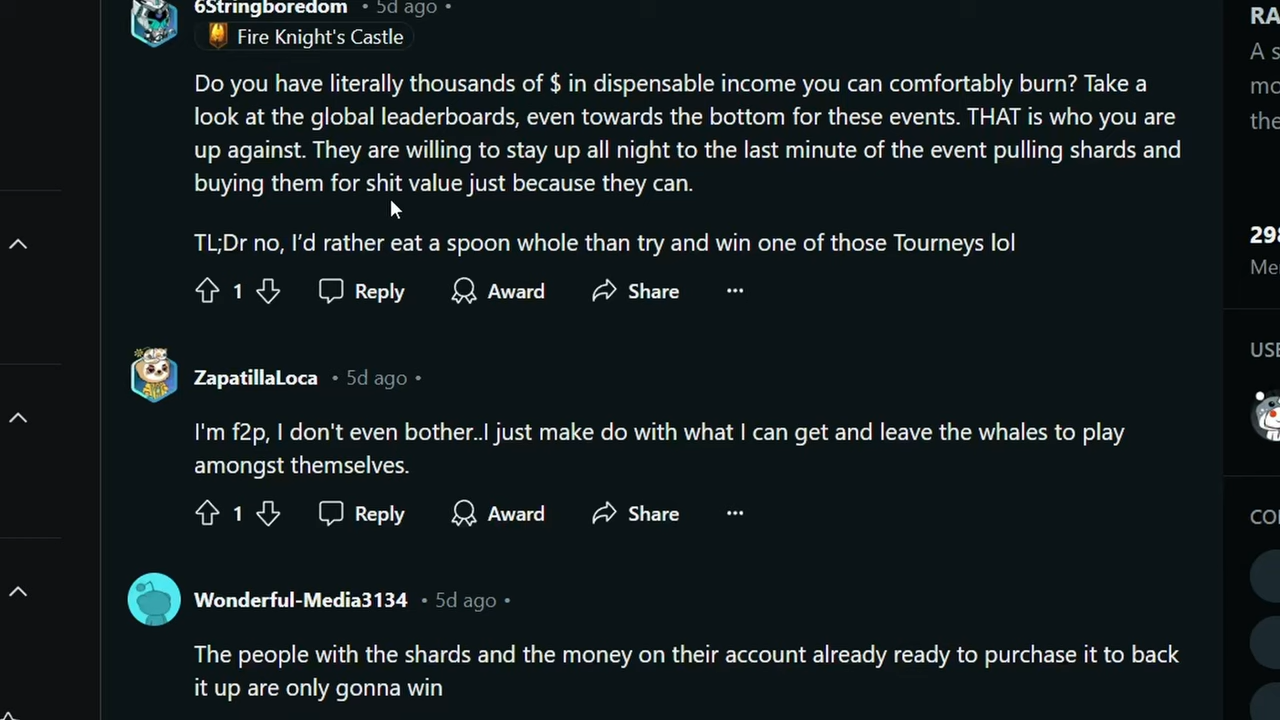 6Stringboredom • 5d ago •
Fire Knight's Castle
Do you have literally thousands of $ in dispensable income you can comfortably burn? Take a
look at the global leaderboards, even towards the bottom for these events. THAT is who you are
up against. They are willing to stay up all night to the last minute of the event pulling shards and
buying them for shit value just because they can.
TL;Dr no, I'd rather eat a spoon whole than try and win one of those Tourneys lol
1 Reply Award Share ···
ZapatillaLoca • 5d ago •
I'm f2p, I don't even bother..I just make do with what I can get and leave the whales to play
amongst themselves.
1 Reply Award Share ···
Wonderful-Media3134 • 5d ago •
The people with the shards and the money on their account already ready to purchase it to back
it up are only gonna win
RA
A s
mo
the
298
Me
USE
CO